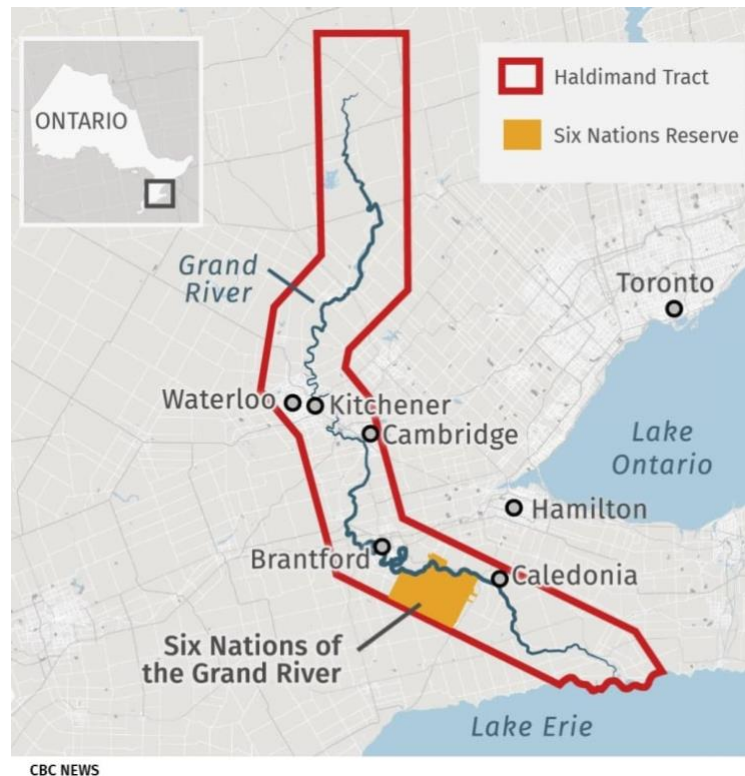 ONTARIO
Haldimand Tract
Six Nations Reserve
Grand
River
Toronto
Waterloo
Kitchener
Cambridge
Lake
Ontario
Hamilton
Brantford
Caledonia
Six Nations of
the Grand River
Lake Erie
CBC NEWS